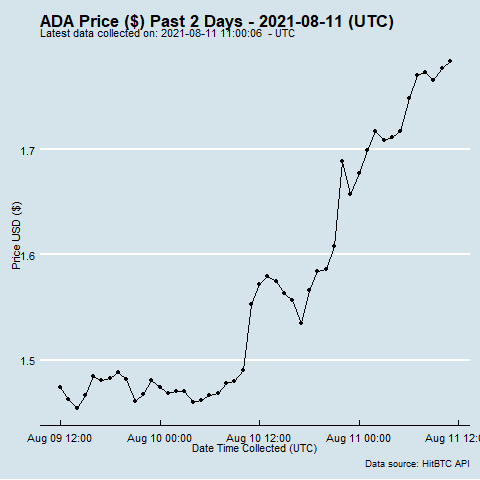 ADA Price ($) Past 2 Days - 2021-08-11 (UTC)
Latest data collected on: 2021-08-11 11:00:06 - UTC
Price USD ($)
1.7
1.6
1.5
Aug 09 12:00 Aug 10 00:00 Aug 10 12:00 Aug 11 00:00 Aug 11 12:0
Date Time Collected (UTC)
Data source: HitBTC API